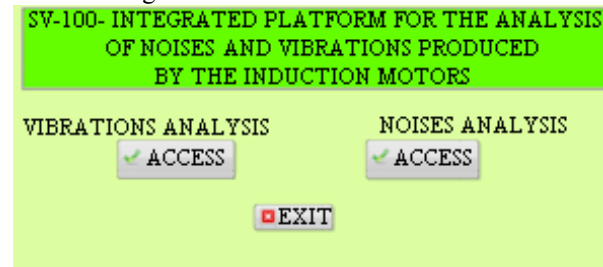 SV-100- INTEGRATED PLATFORM FOR THE ANALYSIS
OF NOISES AND VIBRATIONS PRODUCED
BY THE INDUCTION MOTORS
VIBRATIONS ANALYSIS
ACCESS
NOISES ANALYSIS
ACCESS
EXIT